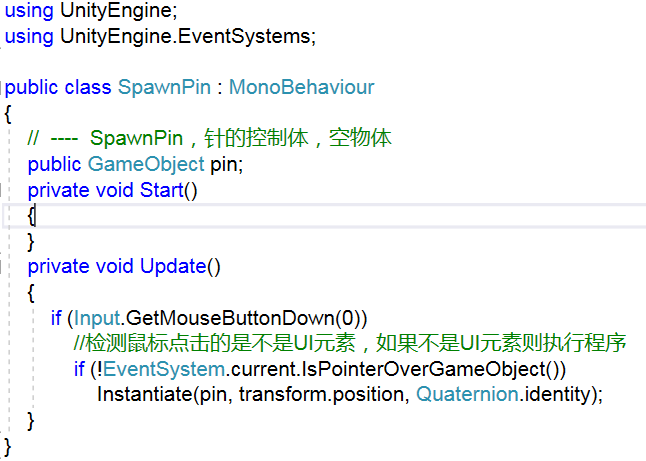 using UnityEngine;
using UnityEngine.EventSystems;
public class SpawnPin : MonoBehaviour
{
// ---- SpawnPin，针的控制体，空物体
public GameObject pin;
private void Start()
{
}
private void Update()
{
if (Input.GetMouseButtonDown(0))
//检测鼠标点击的是不是UI元素，如果不是UI元素则执行程序
if (!EventSystem.current.IsPointerOverGameObject())
Instantiate(pin, transform.position, Quaternion.identity);
}
}